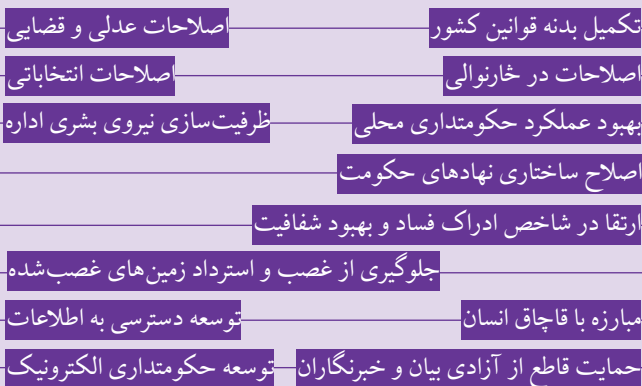 تکمیل بدنه قوانین کشور اصلاحات عدلی و قضایی
اصلاحات در څارنوالی اصلاحات انتخاباتی
بهبود عملکرد حکومتداری محلی ظرفیت‌سازی نیروی بشری اداره
اصلاح ساختاری نهادهای حکومت
ارتقا در شاخص ادراک فساد و بهبود شفافیت
جلوگیری از غصب و استرداد زمین‌های غصب‌شده
مبارزه با قاچاق انسان توسعه دسترسی به اطلاعات
حمایت قاطع از آزادی بیان و خبرنگاران توسعه حکومتداری الکترونیک